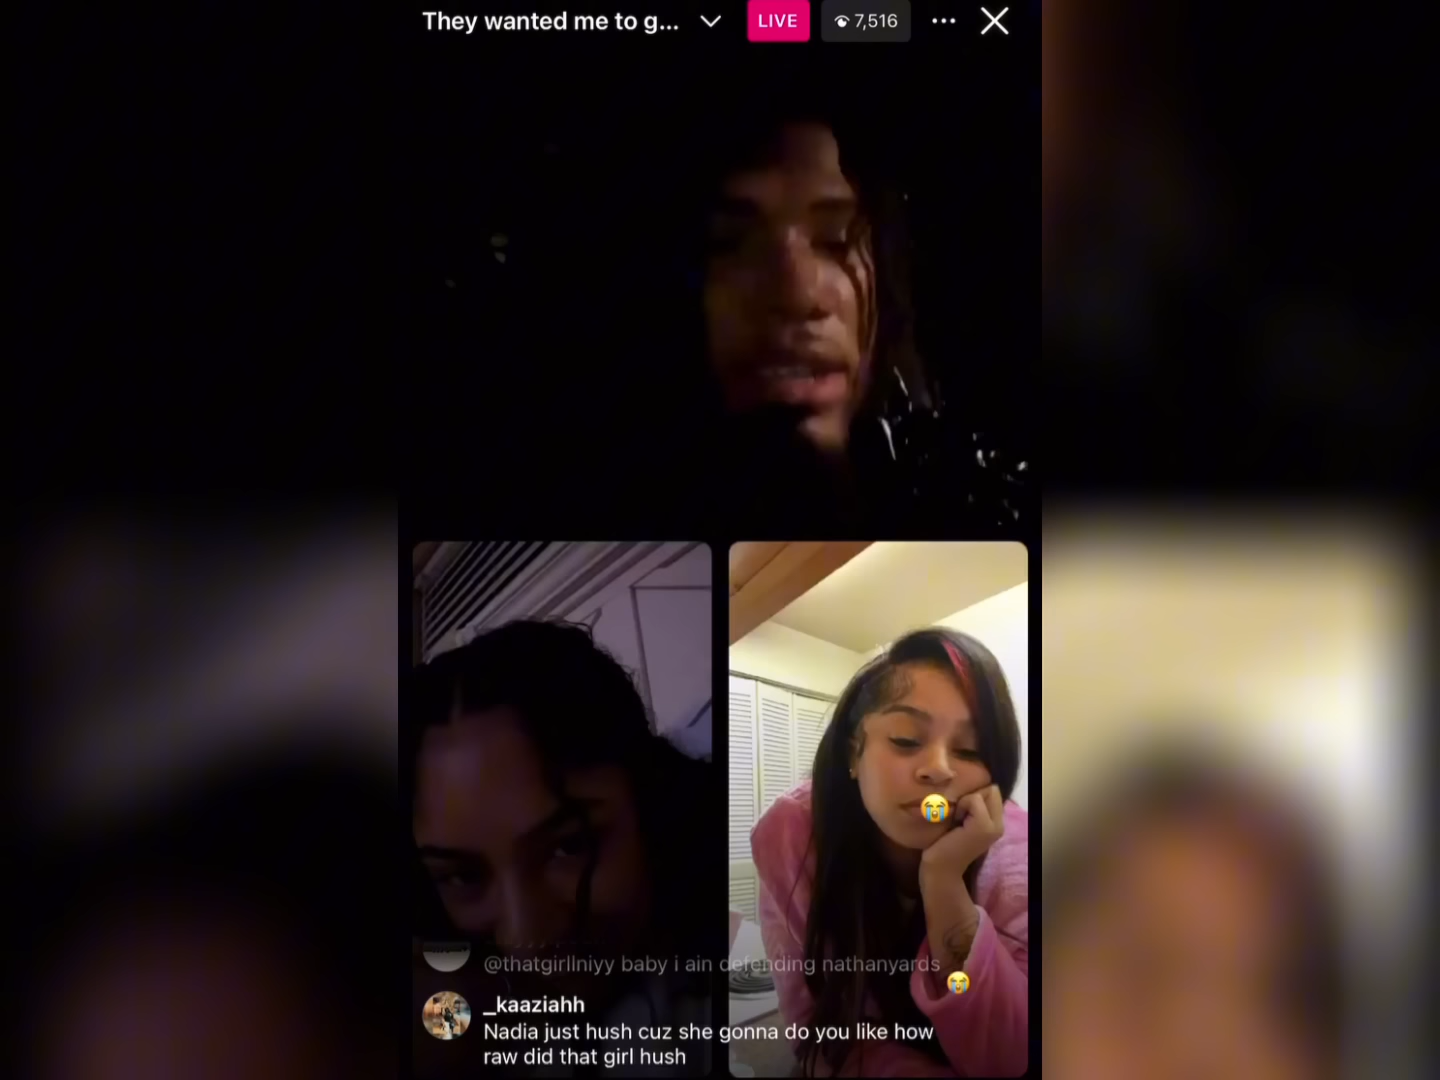 They wanted me to g...
LIVE
7,516
@thatgirllniyy baby i ain defending nathanyards
_kaaziahh
Nadia just hush cuz she gonna do you like how
raw did that girl hush